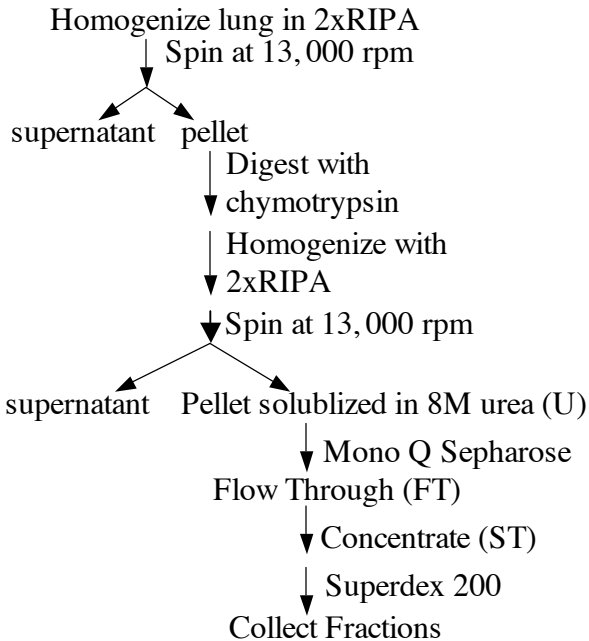 Homogenize lung in 2xRIPA
Spin at 13,000 rpm
supernatant pellet
Digest with
chymotrypsin
Homogenize with
2xRIPA
Spin at 13,000 rpm
supernatant Pellet solublized in 8M urea (U)
Mono Q Sepharose
Flow Through (FT)
Concentrate (ST)
Superdex 200
Collect Fractions